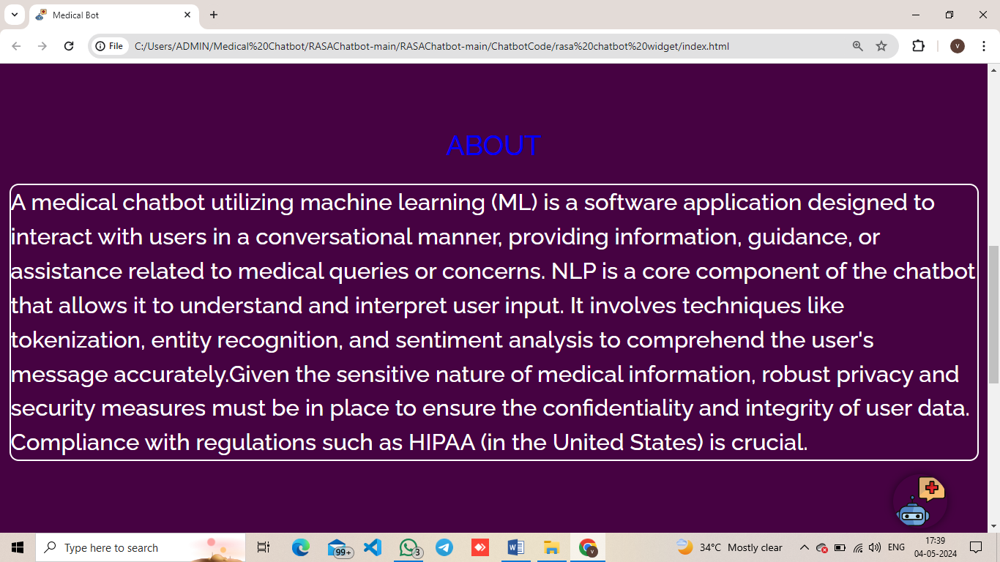 Medical Bot
File
C:/Users/ADMIN/Medical%20Chatbot/RASAChatbot-main/RASAChatbot-main/ChatbotCode/rasa%20chatbot%20widget/index.html
V
ABOUT
A medical chatbot utilizing machine learning (ML) is a software application designed to
interact with users in a conversational manner, providing information, guidance, or
assistance related to medical queries or concerns. NLP is a core component of the chatbot
that allows it to understand and interpret user input. It involves techniques like
tokenization, entity recognition, and sentiment analysis to comprehend the user's
message accurately.Given the sensitive nature of medical information, robust privacy and
security measures must be in place to ensure the confidentiality and integrity of user data.
Compliance with regulations such as HIPAA (in the United States) is crucial.
Type here to search
99+
3
W
V
34°C Mostly clear
ENG
17:39
04-05-2024